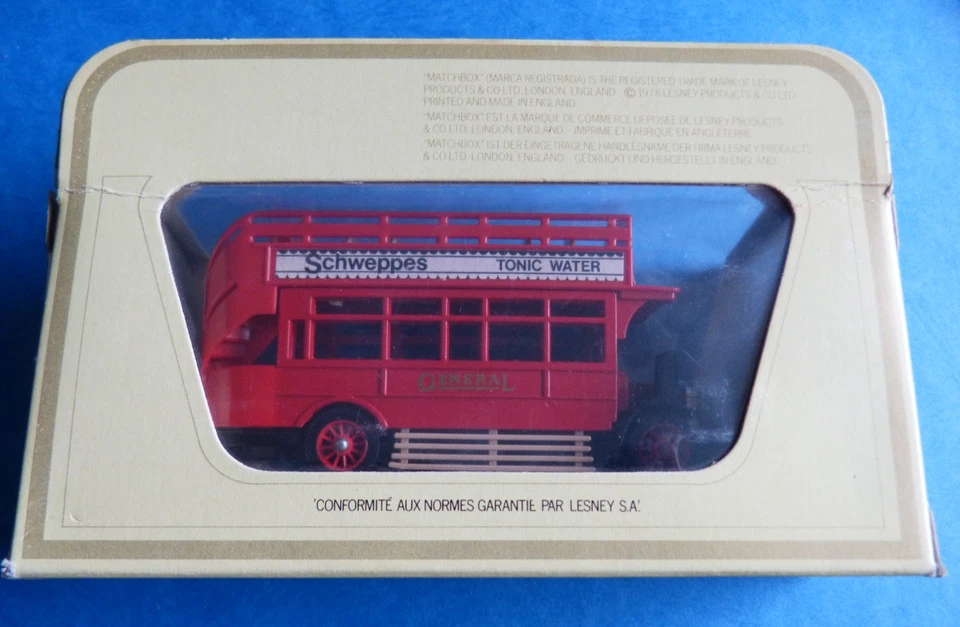 "MATCHBOX" (MARCA REGISTRADA) IS THE REGISTERED TRADE MARK OF LESNEY
PRODUCTS & CO LTD. LONDON, ENGLAND © 1978 LESNEY PRODUCTS & CO LTD.
PRINTED AND MADE IN ENGLAND.
"MATCHBOX" EST LA MARQUE DE COMMERCE DEPOSEE DE LESNEY PRODUCTS
& CO LTD. LONDON, ENGLAND. IMPRIME ET FABRIQUE EN ANGLETERRE
"MATCHBOX" IST DER EINGETRAGENE HANDLESNAME DER FIRMA LESNEY PRODUCTS
& CO LTD. LONDON, ENGLAND GEDRUCKT UND HERGESTELLT IN ENGLAND
Schweppes TONIC WATER
GENERAL
'CONFORMITÉ AUX NORMES GARANTIE PAR LESNEY S.A.'